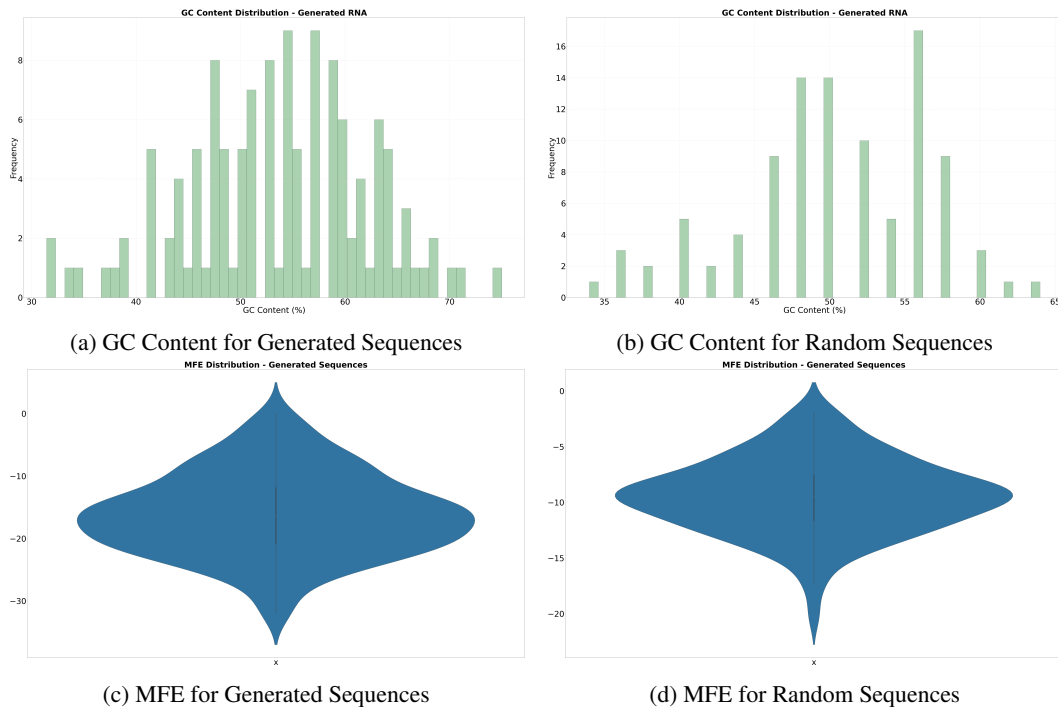 GC Content Distribution - Generated RNA
Frequency
8
6
4
2
0
30 40 50 60 70
GC Content (%)
(a) GC Content for Generated Sequences
GC Content Distribution - Generated RNA
Frequency
16
14
12
10
8
6
4
2
0
35 40 45 50 55 60 65
GC Content (%)
(b) GC Content for Random Sequences
MFE Distribution - Generated Sequences
0
−10
−20
−30
x
(c) MFE for Generated Sequences
MFE Distribution - Generated Sequences
0
−5
−10
−15
−20
x
(d) MFE for Random Sequences